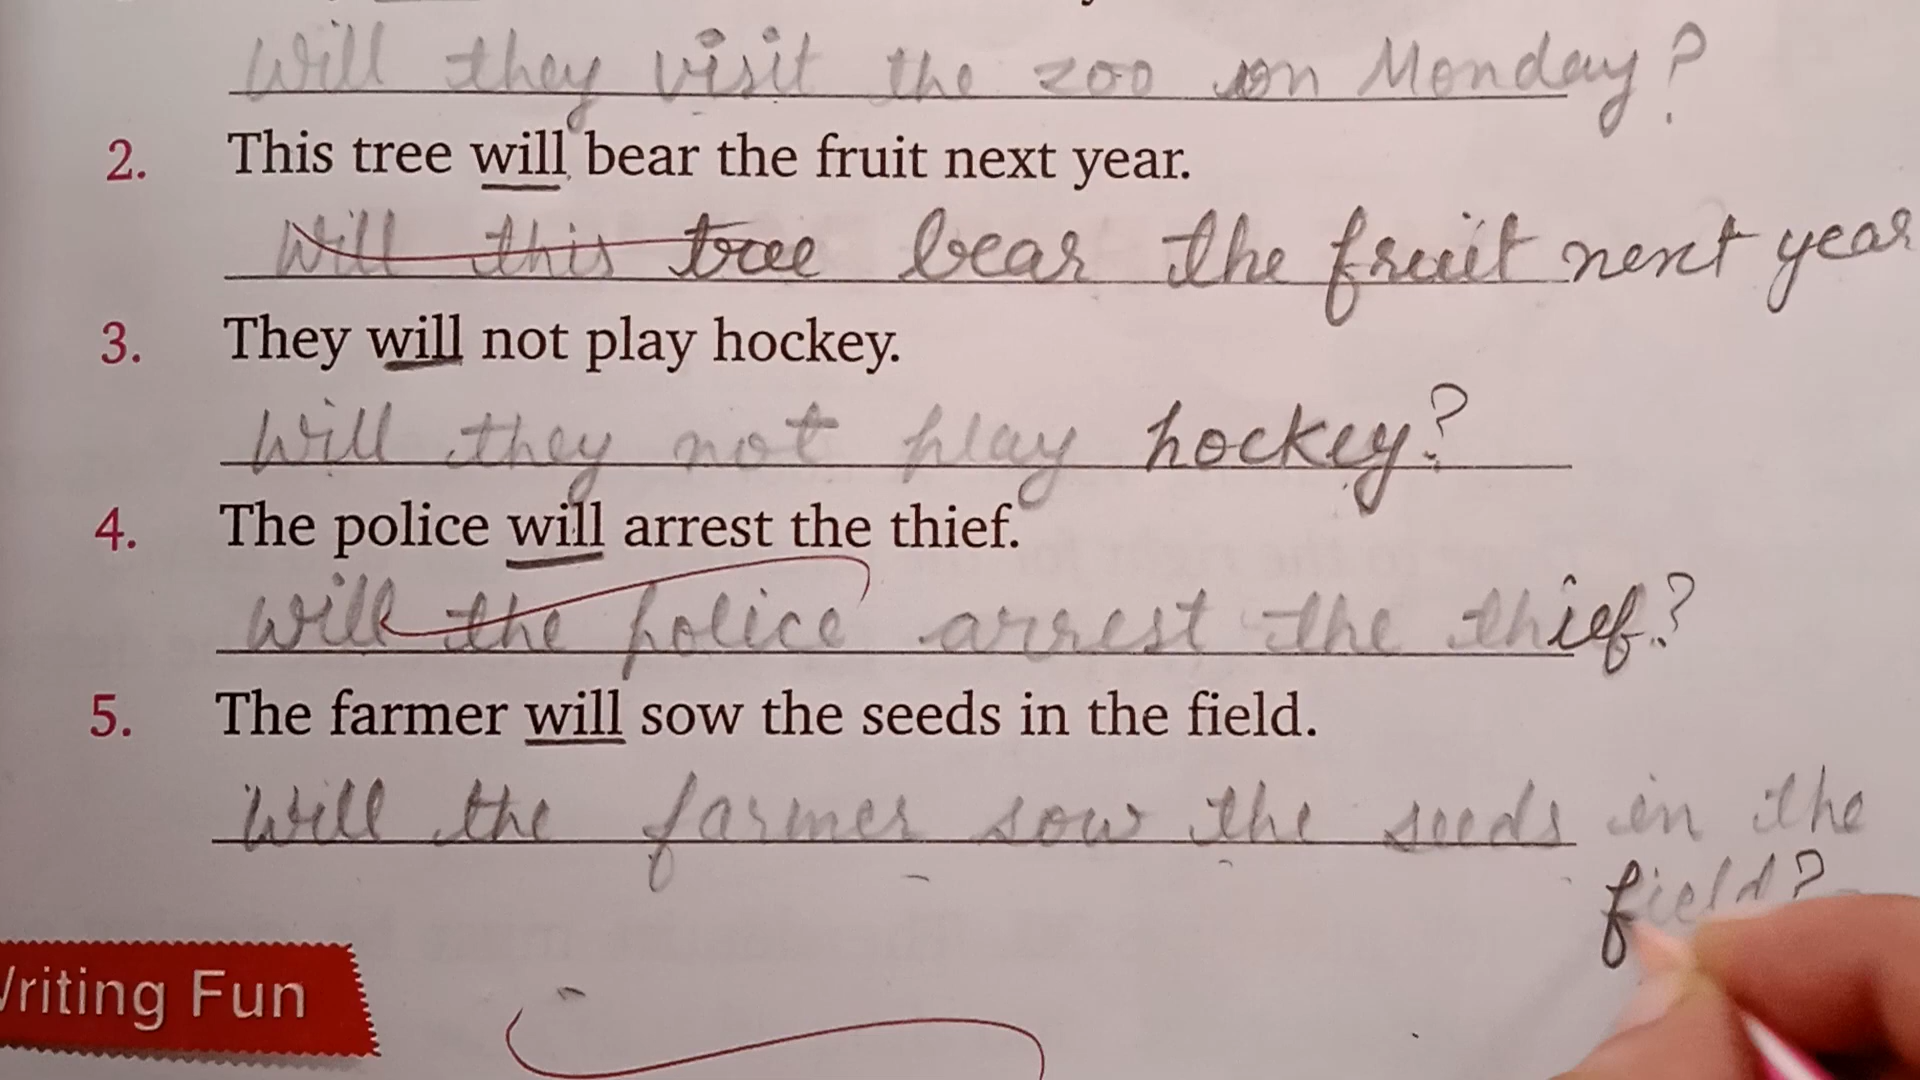 Will they visit the zoo on Monday?
2. This tree will bear the fruit next year.
Will this tree bear the fruit next year
3. They will not play hockey.
Will they not play hockey?
4. The police will arrest the thief.
Will the police arrest the thief?
5. The farmer will sow the seeds in the field.
Will the farmer sow the seeds in the
field?
Writing Fun